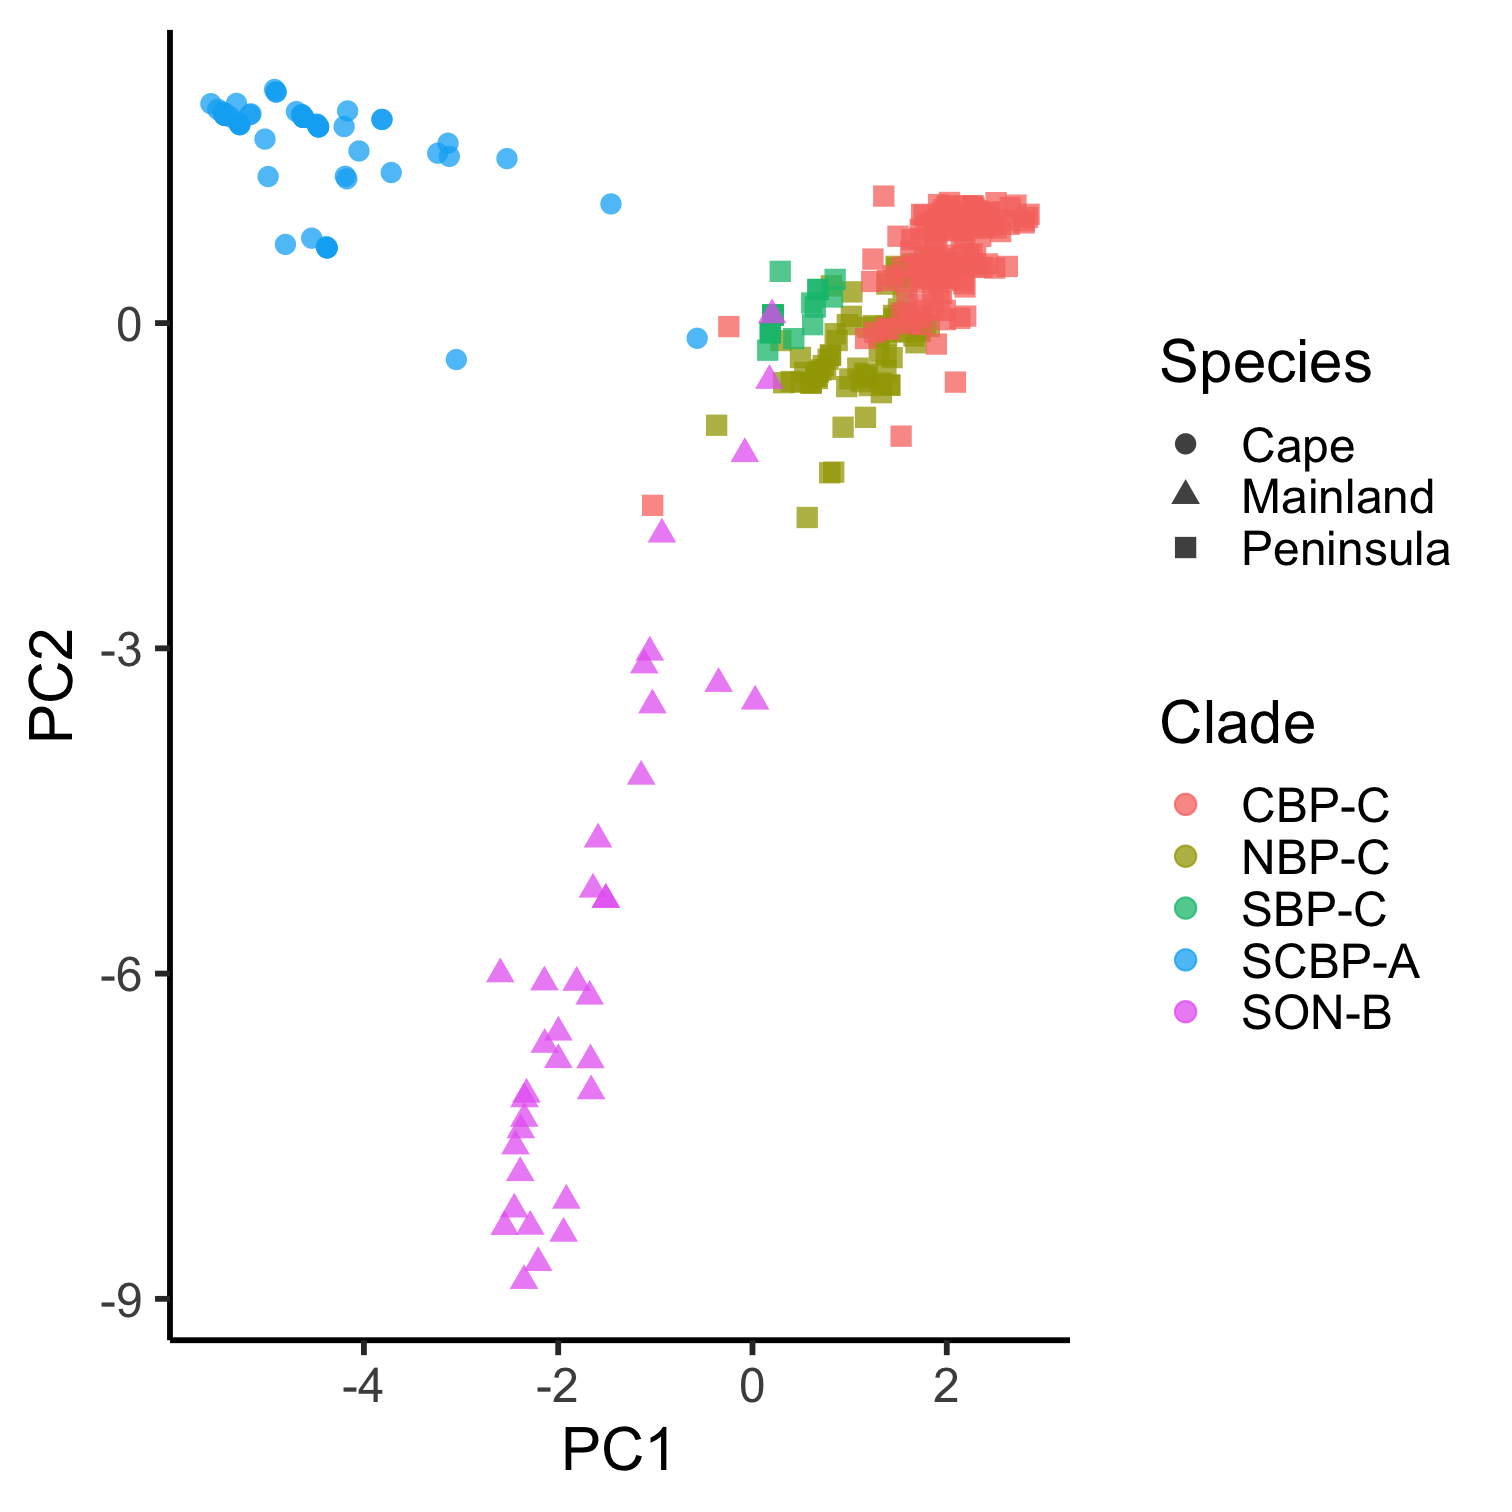 0
-3
-6
-9
PC2
-4
-2
0
2
PC1
Species
Cape
Mainland
Peninsula
Clade
CBP-C
NBP-C
SBP-C
SCBP-A
SON-B